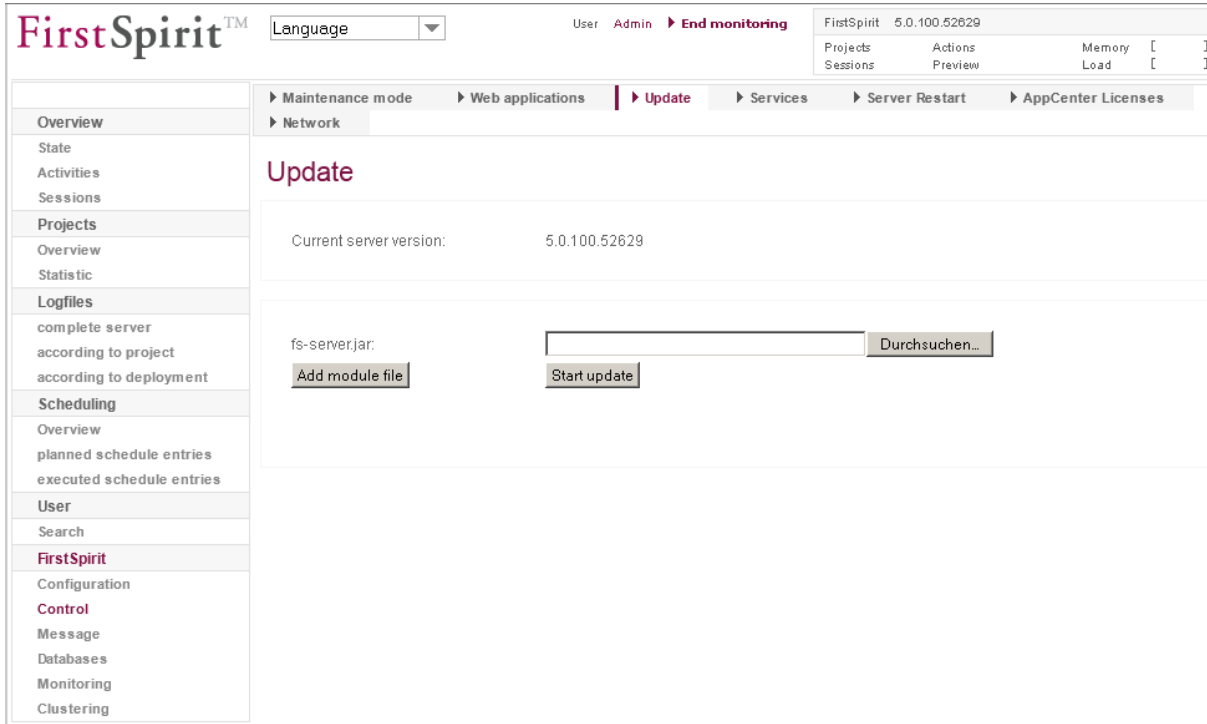 FirstSpirit™
Language
User Admin End monitoring
FirstSpirit 5.0.100.52629
Projects Actions Memory [ ]
Sessions Preview Load [ ]
Maintenance mode Web applications Update Services Server Restart AppCenter Licenses
Network
Overview
State
Activities
Sessions
Projects
Overview
Statistic
Logfiles
complete server
according to project
according to deployment
Scheduling
Overview
planned schedule entries
executed schedule entries
User
Search
FirstSpirit
Configuration
Control
Message
Databases
Monitoring
Clustering
Update
Current server version: 5.0.100.52629
fs-server.jar: Durchsuchen...
Add module file Start update